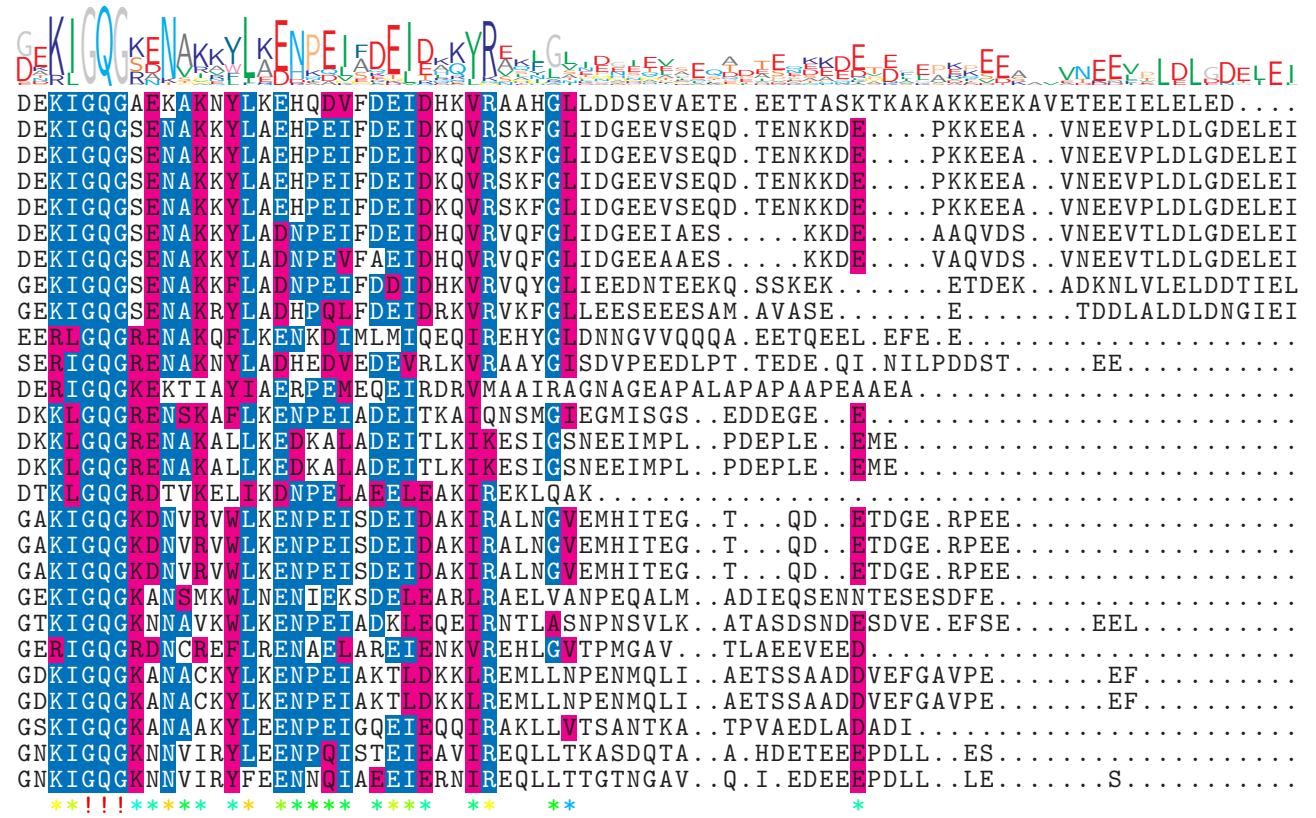 DEKIGQGAEKAKNYLKEHQDVFDEIDHKVRAAHGLLDDSEVAETE.EETTASKTKAKAKKEEKAVETEEIELELED....
DEKIGQGSENAKKYLAEHPEIFDEIDKQVRSKFGLIDGEEVSEQD.TENKKDE....PKKEEA..VNEEVPLDLGDELEI
DEKIGQGSENAKKYLAEHPEIFDEIDKQVRSKFGLIDGEEVSEQD.TENKKDE....PKKEEA..VNEEVPLDLGDELEI
DEKIGQGSENAKKYLAEHPEIFDEIDKQVRSKFGLIDGEEVSEQD.TENKKDE....PKKEEA..VNEEVPLDLGDELEI
DEKIGQGSENAKKYLAEHPEIFDEIDKQVRSKFGLIDGEEVSEQD.TENKKDE....PKKEEA..VNEEVPLDLGDELEI
DEKIGQGSENAKKYLADNPEIFDEIDHQVRVQFGLIDGEEIAES.....KKDE....AAQVDS..VNEEVTLDLGDELEI
DEKIGQGSENAKKYLADNPEVFAEIDHQVRVQFGLIDGEEAAES.....KKDE....VAQVDS..VNEEVTLDLGDELEI
GEKIGQGSENAKKFLADNPEIFDDIDHKVRVQYGLIEEDNTEEKQ.SSKEK.......ETDEK..ADKNLVLELDDTIEL
GEKIGQGSENAKRYLADHPQLFDEIDRKVRVKFGLLEESEEESAM.AVASE.......E.......TDDLALDLDNGIEI
EERLGQGRENAKQFLKENKDIMLMIQEQIREHYGLDNNGVVQQQA.EETQEEL.EFE.E.....................
SERIGQGRENAKNYLADHEDVEDEVRLKVRAAYGISDVPEEDLPT.TEDE.QI.NILPDDST.....EE...........
DERIGQGKEKTIAYIAERPEMEQEIRDRVMAAIRAGNAGEAPALAPAPAAPEAAEA........................
DKKLGQGRENSKAFLKENPEIADEITKAIQNSMGIEGMISGS..EDDEGE..E...........................
DKKLGQGRENAKALLKEDKALADEITLKIKESIGSNEEIMPL..PDEPLE..EME.........................
DKKLGQGRENAKALLKEDKALADEITLKIKESIGSNEEIMPL..PDEPLE..EME.........................
DTKLGQGRDTVKELIKDNPELAEELEAKIREKLQAK............................................
GAKIGQGKDNVRVWLKENPEISDEIDAKIRALNGVEMHITEG..T...QD..ETDGE.RPEE..................
GAKIGQGKDNVRVWLKENPEISDEIDAKIRALNGVEMHITEG..T...QD..ETDGE.RPEE..................
GAKIGQGKDNVRVWLKENPEISDEIDAKIRALNGVEMHITEG..T...QD..ETDGE.RPEE..................
GEKIGQGKANSMKWLNENIEKSDELEARLRAELVANPEQALM..ADIEQSENNTESESDFE...................
GTKIGQGKNNAVKWLKENPEIADKLEQEIRNTLASNPNSVLK..ATASDSNDESDVE.EFSE.....EEL..........
GERIGQGRDNCREFLRENAELAREIENKVREHLGVTPMGAV...TLAEEVEED...........................
GDKIGQGKANACKYLKENPEIAKTLDKKLREMLLNPENMQLI..AETSSAADDVEFGAVPE.......EF..........
GDKIGQGKANACKYLKENPEIAKTLDKKLREMLLNPENMQLI..AETSSAADDVEFGAVPE.......EF..........
GSKIGQGKANAAKYLEENPEIGQEIEQQIRAKLLVTSANTKA..TPVAEDLADADI........................
GNKIGQGKNNVIRYLEENPQISTEIEAVIREQLLTKASDQTA..A.HDETEEEPDLL..ES...................
GNKIGQGKNNVIRYFEENNQIAEEIERNIREQLLTTGTNGAV..Q.I.EDEEEPDLL..LE.......S...........
**!!!***** ** ***** **** ** ** *